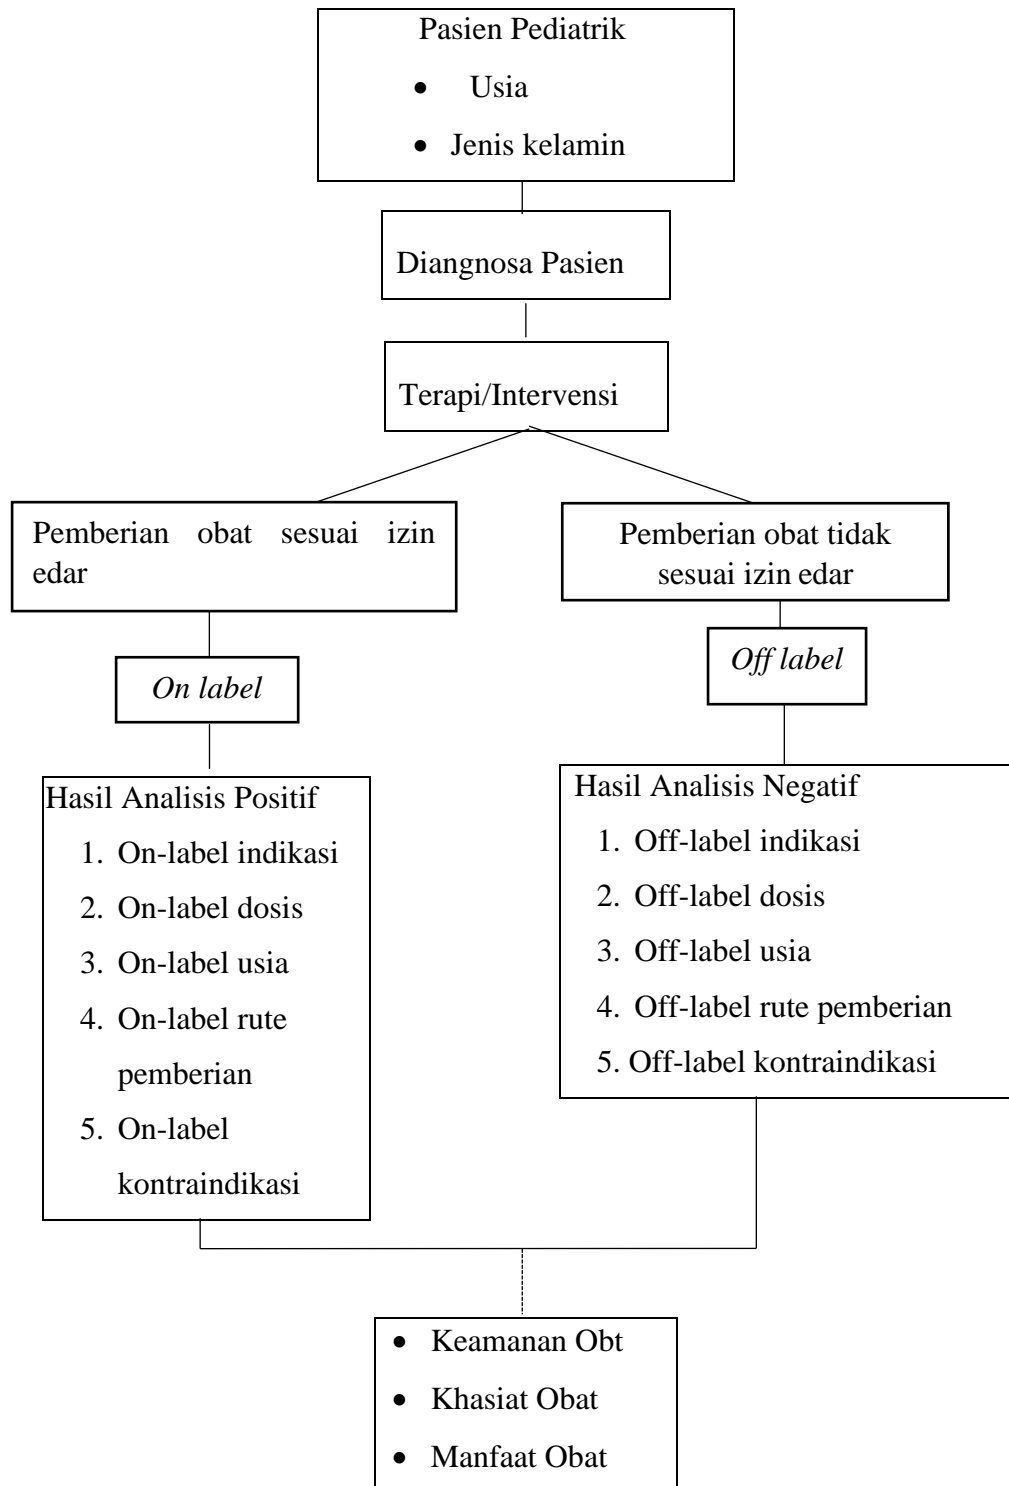 Pasien Pediatrik
• Usia
• Jenis kelamin
Diangnosa Pasien
Terapi/Intervensi
Pemberian obat sesuai izin
edar
Pemberian obat tidak
sesuai izin edar
On label
Off label
Hasil Analisis Positif
1. On-label indikasi
2. On-label dosis
3. On-label usia
4. On-label rute
pemberian
5. On-label
kontraindikasi
Hasil Analisis Negatif
1. Off-label indikasi
2. Off-label dosis
3. Off-label usia
4. Off-label rute pemberian
5. Off-label kontraindikasi
• Keamanan Obt
• Khasiat Obat
• Manfaat Obat